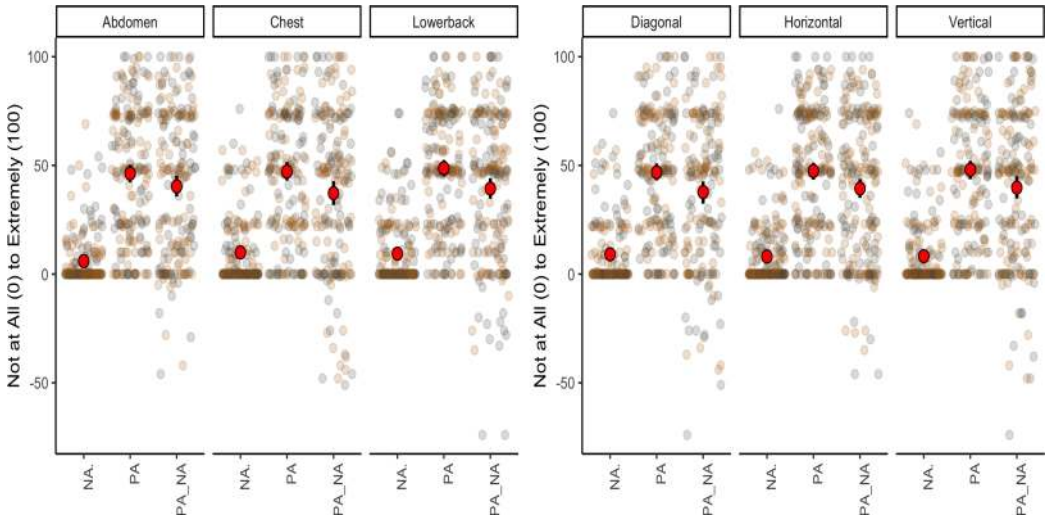 Abdomen Chest Lowerback Diagonal Horizontal Vertical
Not at All (0) to Extremely (100)
100
50
0
-50
NA. PA PA_NA NA. PA PA_NA NA. PA PA_NA
Not at All (0) to Extremely (100)
100
50
0
-50
NA. PA PA_NA NA. PA PA_NA NA. PA PA_NA